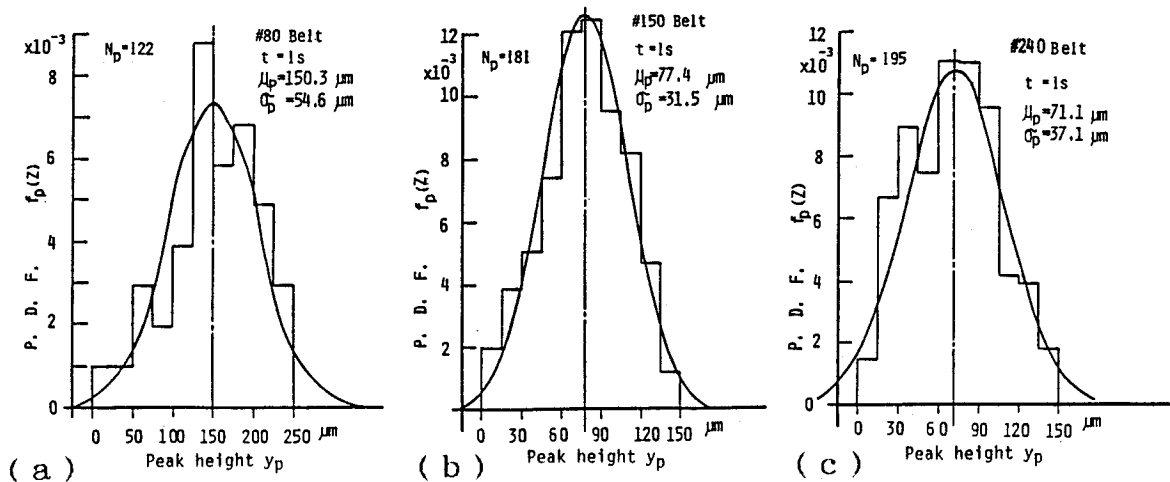 #80 Belt
×10⁻³
Nₚ=122
t =1s
μₚ=150.3 μm
σₚ=54.6 μm
8
6
4
2
0
P. D. F. fₚ(Z)
0 50 100 150 200 250 μm
Peak height yₚ
(a)
#150 Belt
×10⁻³
Nₚ=181
t =1s
μₚ=77.4 μm
σₚ=31.5 μm
12
10
8
6
4
2
0
P. D. F. fₚ(Z)
0 30 60 90 120 150 μm
Peak height yₚ
(b)
#240 Belt
×10⁻³
Nₚ=195
t =1s
μₚ=71.1 μm
σₚ=37.1 μm
12
10
8
6
4
2
0
P. D. F. fₚ(Z)
0 30 60 90 120 150 μm
Peak height yₚ
(c)